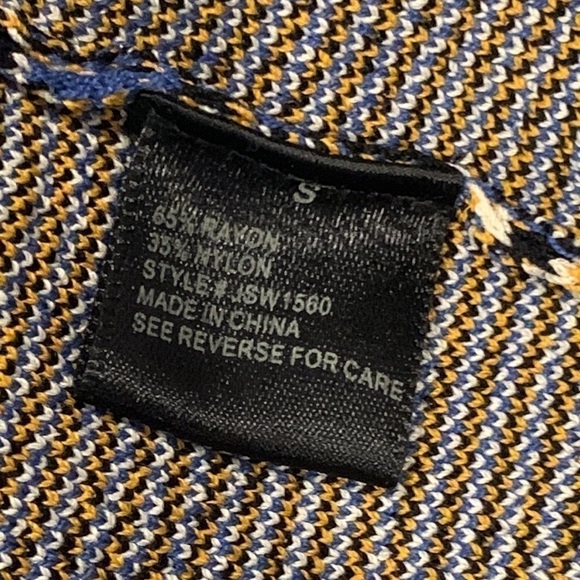 S
65% RAYON
35% NYLON
STYLE# JSW1560
MADE IN CHINA
SEE REVERSE FOR CARE